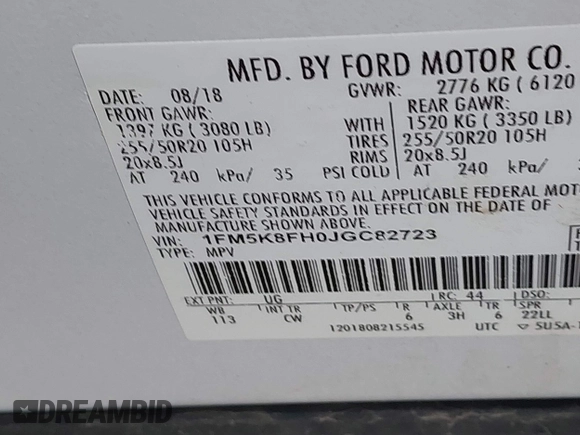 MFD. BY FORD MOTOR CO.
DATE: 08/18
GVWR: 2776 KG ( 6120
FRONT GAWR:
1397 KG ( 3080 LB)
255/50R20 105H
20x8.5J
AT 240 kPa/ 35 PSI COLD
WITH
TIRES
RIMS
REAR GAWR:
1520 KG ( 3350 LB)
255/50R20 105H
20x8.5J
AT 240 kPa/
THIS VEHICLE CONFORMS TO ALL APPLICABLE FEDERAL MOT
VEHICLE SAFETY STANDARDS IN EFFECT ON THE DATE OF
MANUFACTURE SHOWN ABOVE.
VIN: 1FM5K8FH0JGC82723
TYPE: MPV
EXT PNT: UG RC: 44 DSO:
WB INT TR TP/PS R AXLE TR SPR
113 CW 6 3H 6 22LL
1201808215545 UTC SU5A-
DREAMBID